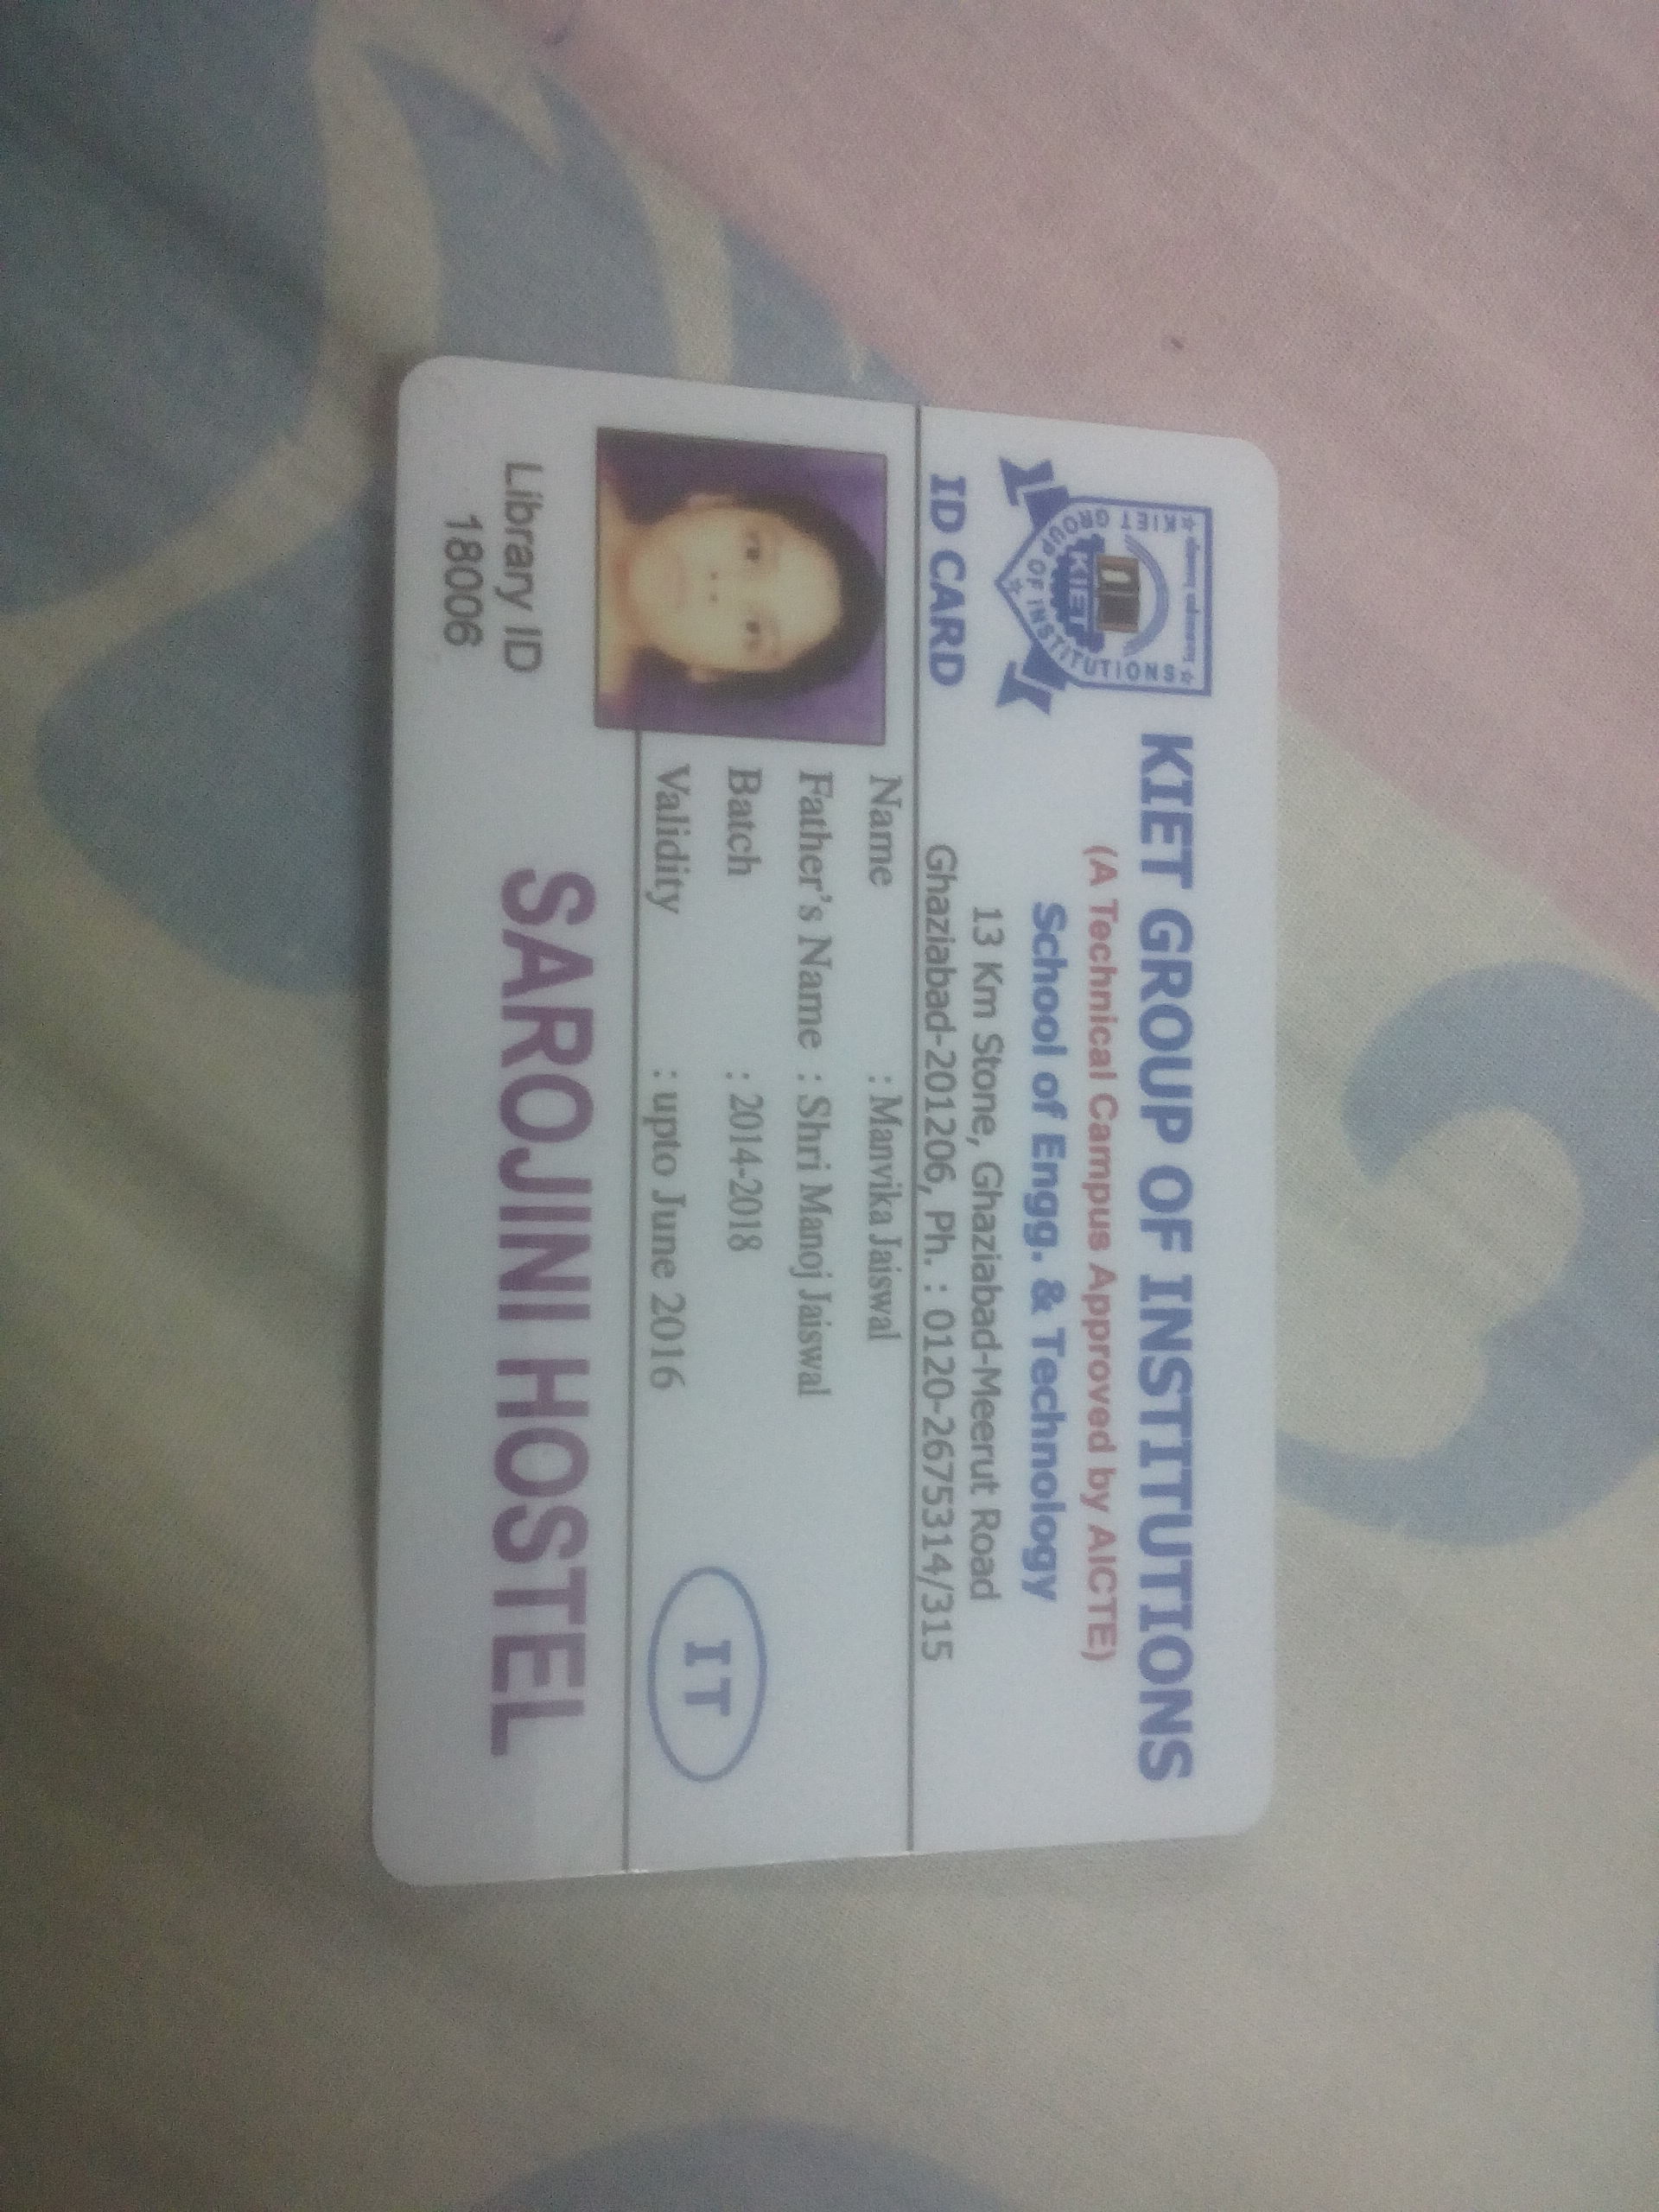 KIET GROUP OF INSTITUTIONS
(A Technical Campus Approved by AICTE)
School of Engg. & Technology
13 Km Stone, Ghaziabad-Meerut Road
Ghaziabad-201206, Ph. : 0120-2675314/315
KIET GROUP OF INSTITUTIONS
KIET
ID CARD
Name : Manvika Jaiswal
Father's Name : Shri Manoj Jaiswal
Batch : 2014-2018
Validity : upto June 2016
IT
Library ID
18006
SAROJINI HOSTEL